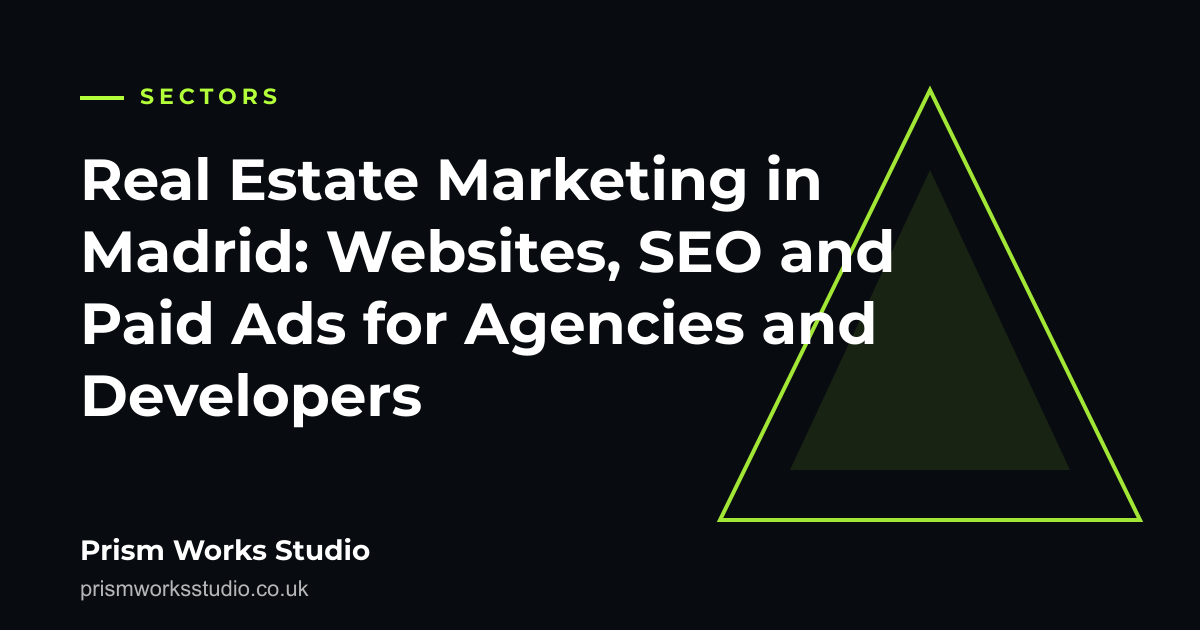 SECTORS
Real Estate Marketing in
Madrid: Websites, SEO and
Paid Ads for Agencies and
Developers
Prism Works Studio
prismworksstudio.co.uk